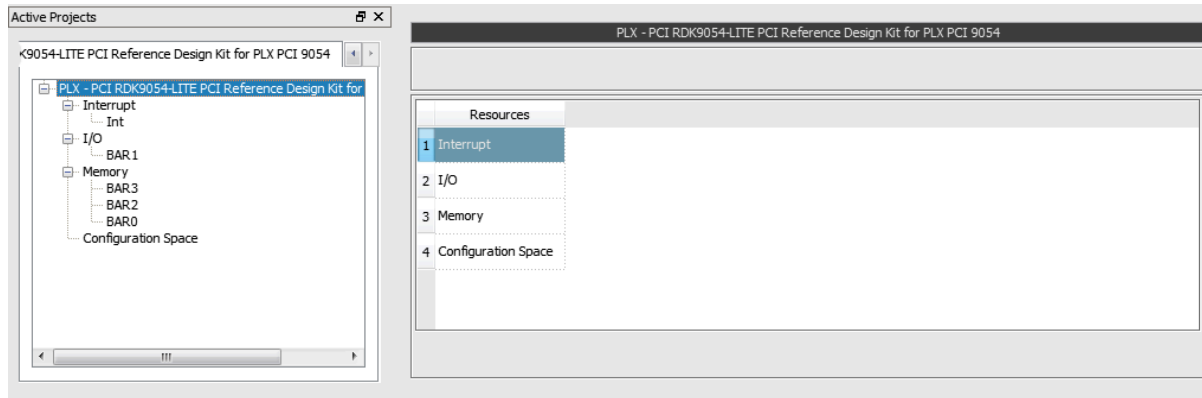 Active Projects
K9054-LITE PCI Reference Design Kit for PLX PCI 9054
PLX - PCI RDK9054-LITE PCI Reference Design Kit for
Interrupt
Int
I/O
BAR1
Memory
BAR3
BAR2
BAR0
Configuration Space
PLX - PCI RDK9054-LITE PCI Reference Design Kit for PLX PCI 9054
Resources
1 Interrupt
2 I/O
3 Memory
4 Configuration Space